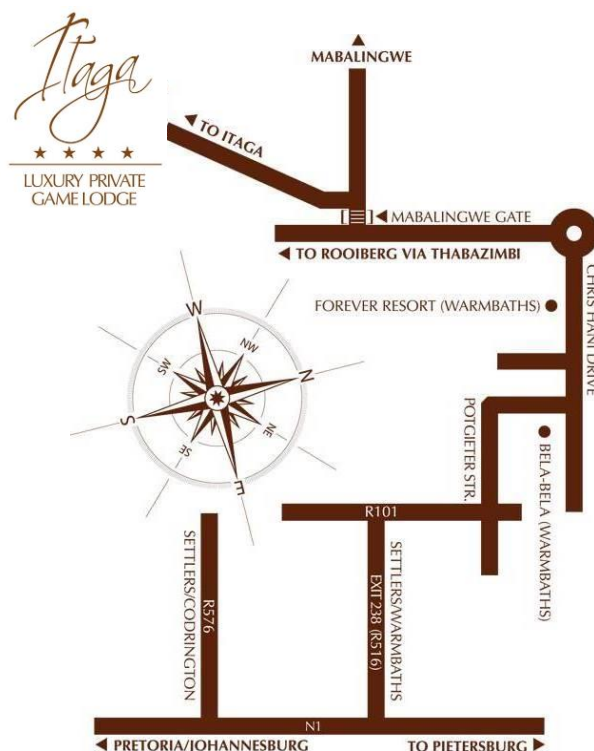 Itaga
★ ★ ★ ★
LUXURY PRIVATE
GAME LODGE
▲
MABALINGWE
◀ TO ITAGA
[ ] ◀ MABALINGWE GATE
◀ TO ROOIBERG VIA THABAZIMBI
CHRIS HANI DRIVE
FOREVER RESORT (WARMBATHS) ●
W
NW
N
NE
E
SE
S
SW
POTGIETER STR.
● BELA-BELA (WARMBATHS)
R101
SETTLERS/CODRINGTON
R576
EXIT 238 (R516)
SETTLERS/WARMBATHS
N1
◀ PRETORIA/JOHANNESBURG
TO PIETERSBURG ▶